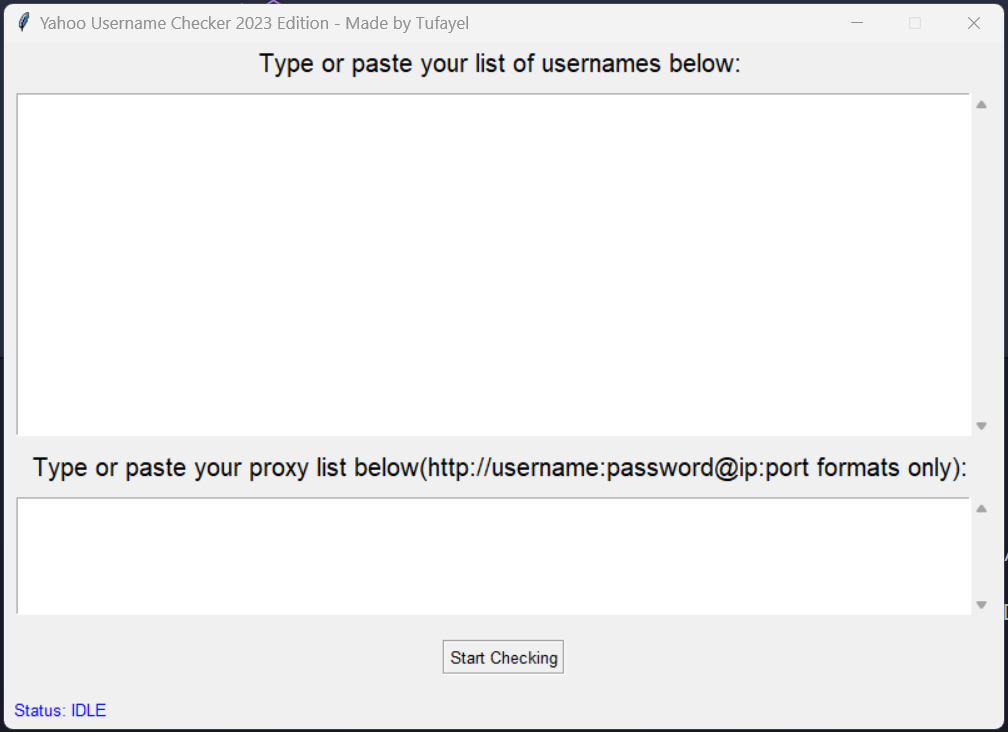 Yahoo Username Checker 2023 Edition - Made by Tufayel
Type or paste your list of usernames below:
Type or paste your proxy list below(http://username:password@ip:port formats only):
Start Checking
Status: IDLE